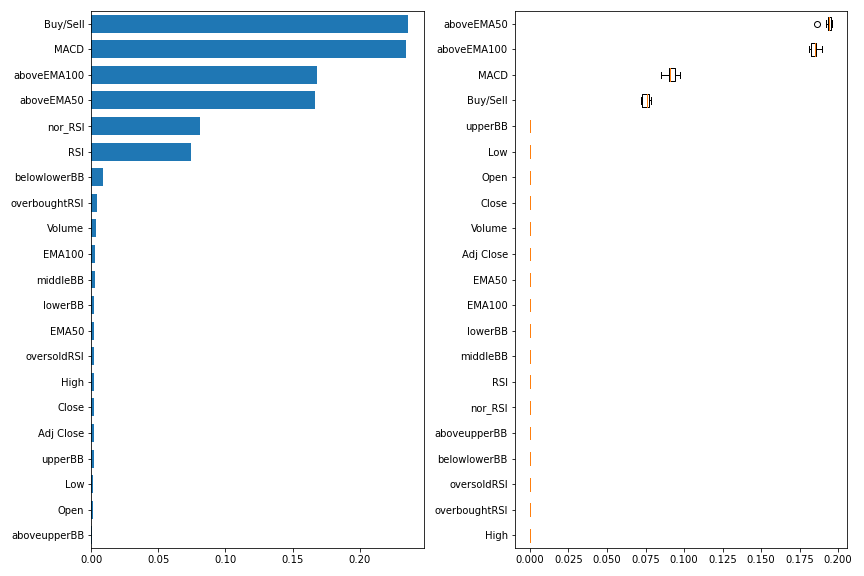 Buy/Sell
MACD
aboveEMA100
aboveEMA50
nor_RSI
RSI
belowlowerBB
overboughtRSI
Volume
EMA100
middleBB
lowerBB
EMA50
oversoldRSI
High
Close
Adj Close
upperBB
Low
Open
aboveupperBB
0.00 0.05 0.10 0.15 0.20
aboveEMA50
aboveEMA100
MACD
Buy/Sell
upperBB
Low
Open
Close
Volume
Adj Close
EMA50
EMA100
lowerBB
middleBB
RSI
nor_RSI
aboveupperBB
belowlowerBB
oversoldRSI
overboughtRSI
High
0.000 0.025 0.050 0.075 0.100 0.125 0.150 0.175 0.200